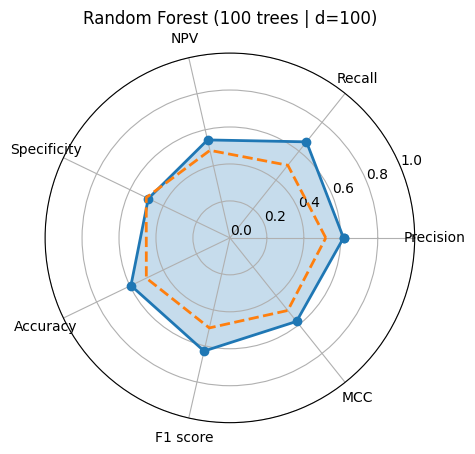 Random Forest (100 trees | d=100)
NPV
Recall
Specificity
1.0
0.8
0.6
0.4
0.2
0.0
Precision
Accuracy
MCC
F1 score